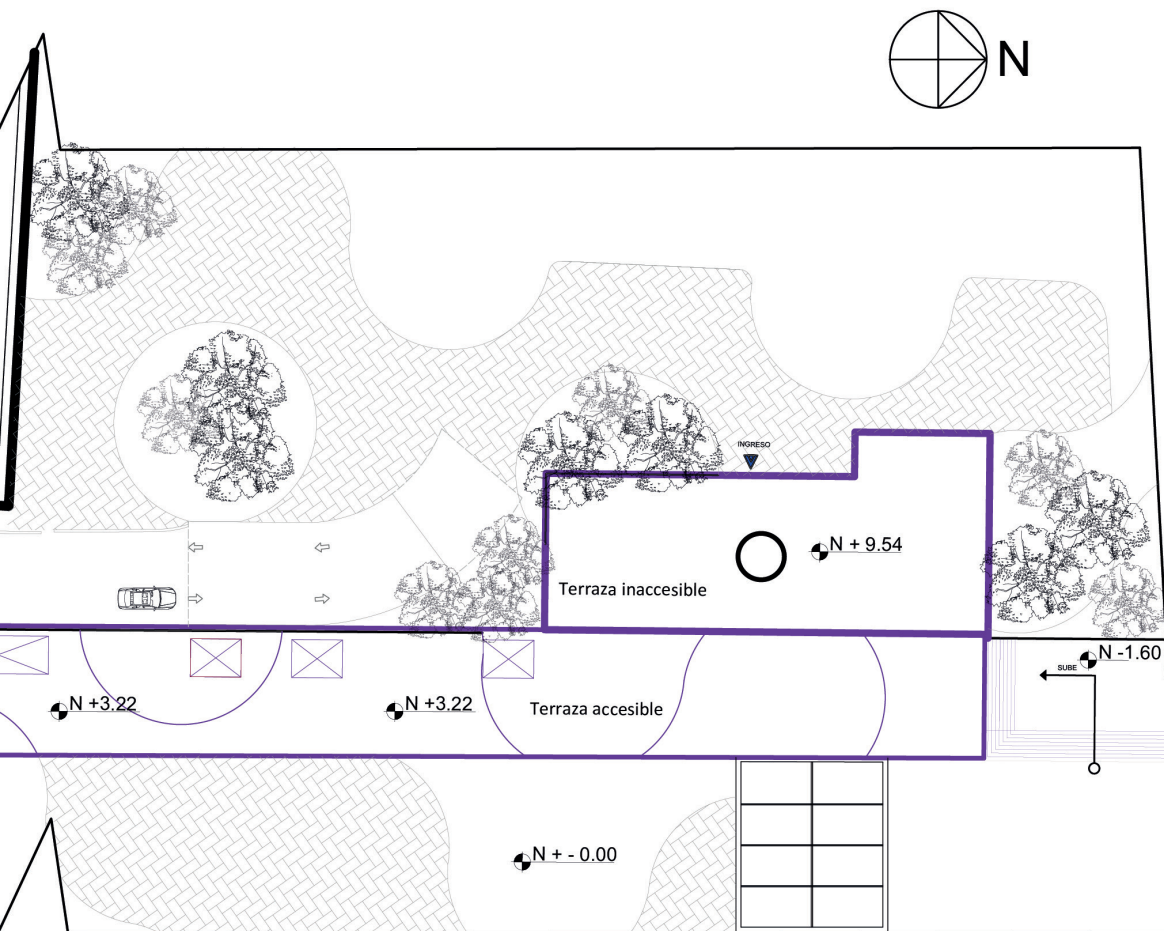 N
INGRESO
N + 9.54
Terraza inaccesible
N -1.60
SUBE
N +3.22
N +3.22
Terraza accesible
N + - 0.00